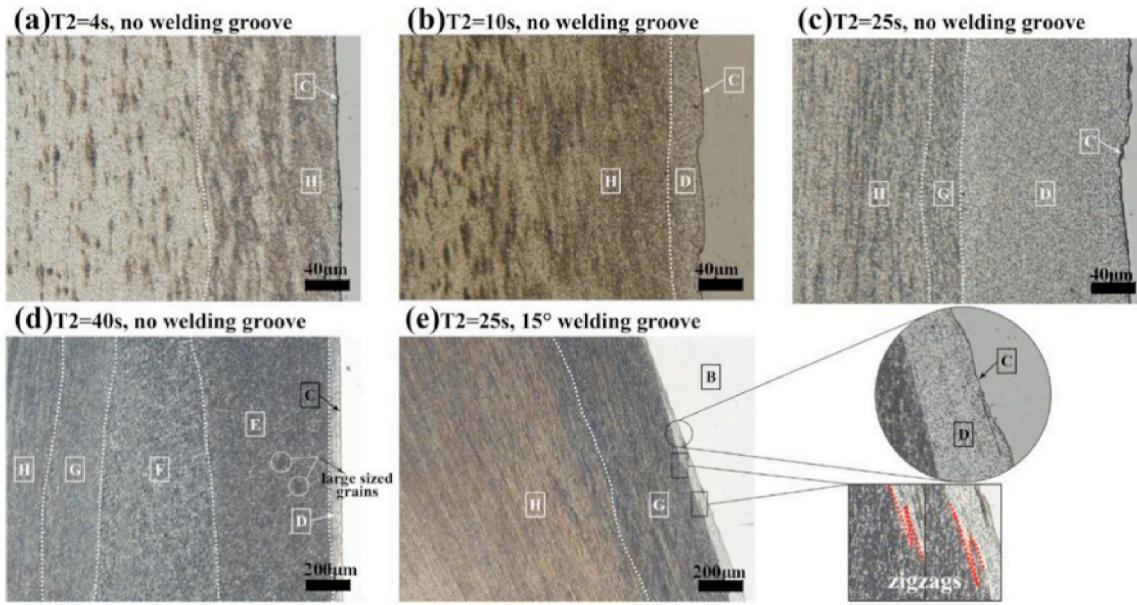 (a)T2=4s, no welding groove
C
H
40μm
(b)T2=10s, no welding groove
C
H
D
40μm
(c)T2=25s, no welding groove
C
H
G
D
40μm
(d)T2=40s, no welding groove
C
E
H
G
F
large sized
grains
D
200μm
(e)T2=25s, 15° welding groove
B
H
G
200μm
C
D
zigzags